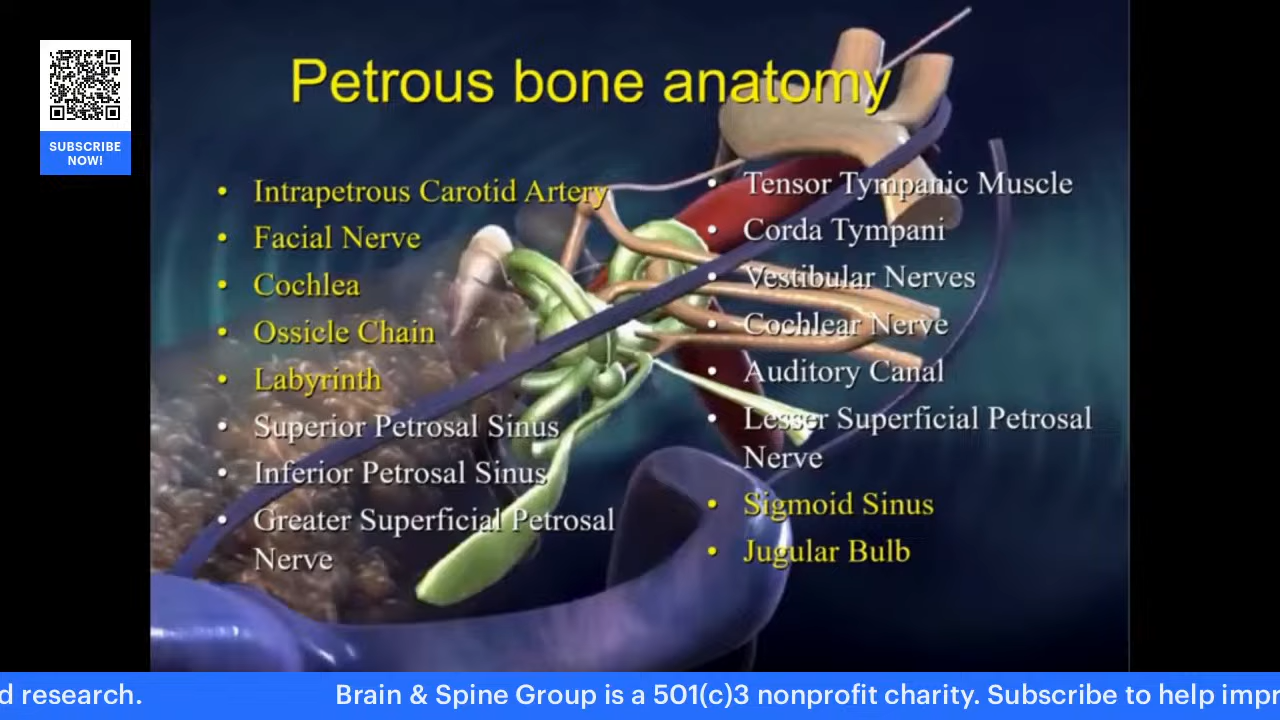 SUBSCRIBE
NOW!
Petrous bone anatomy
• Intrapetrous Carotid Artery
• Facial Nerve
• Cochlea
• Ossicle Chain
• Labyrinth
• Superior Petrosal Sinus
• Inferior Petrosal Sinus
• Greater Superficial Petrosal
Nerve
• Tensor Tympanic Muscle
• Corda Tympani
• Vestibular Nerves
• Cochlear Nerve
• Auditory Canal
• Lesser Superficial Petrosal
Nerve
• Sigmoid Sinus
• Jugular Bulb
d research. Brain & Spine Group is a 501(c)3 nonprofit charity. Subscribe to help impr